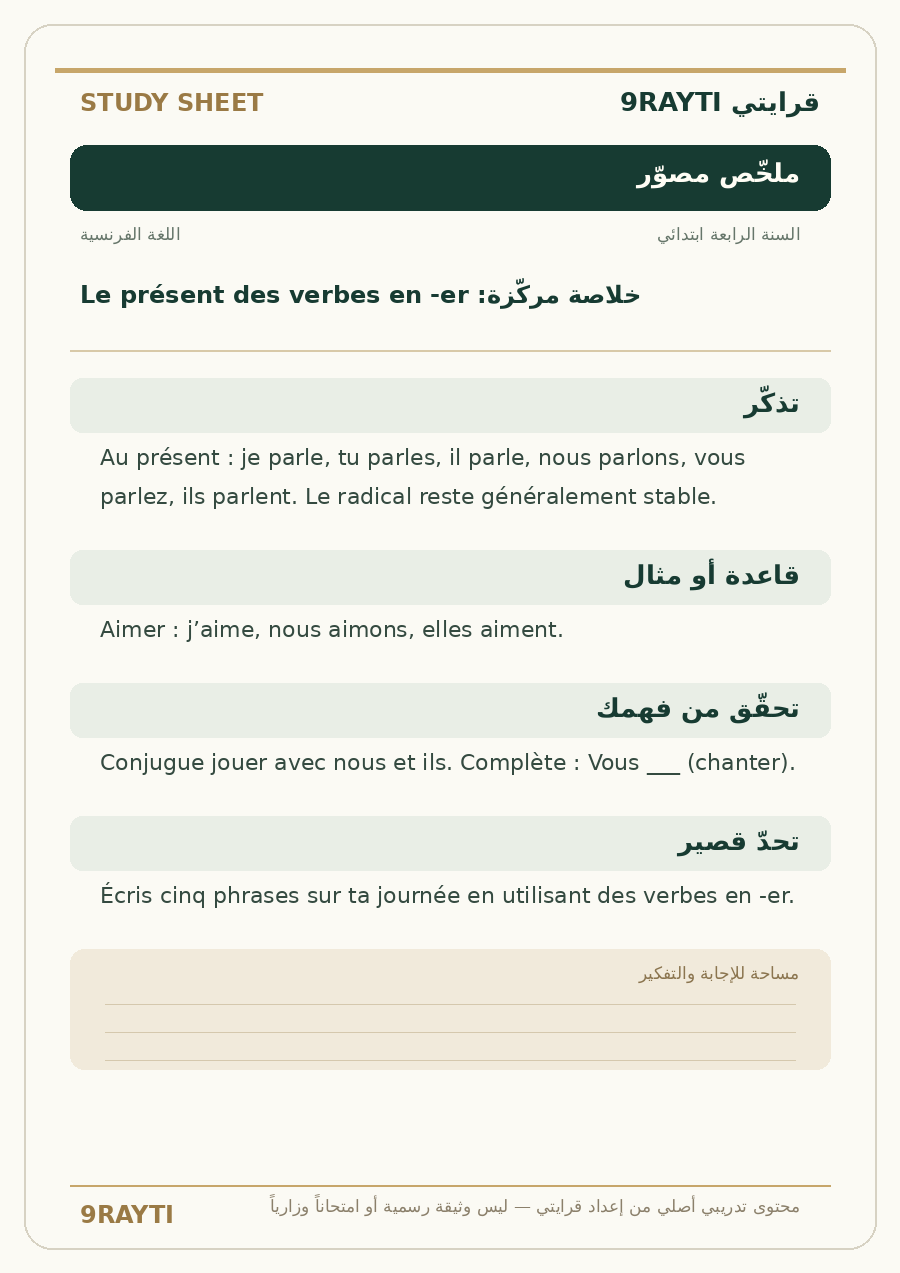 قرايتي 9RAYTI
STUDY SHEET
ملخّص مصوّر
السنة الرابعة ابتدائي
اللغة الفرنسية
خلاصة مركّزة: Le présent des verbes en -er
تذكّر
Au présent : je parle, tu parles, il parle, nous parlons, vous
parlez, ils parlent. Le radical reste généralement stable.
قاعدة أو مثال
Aimer : j’aime, nous aimons, elles aiment.
تحقّق من فهمك
Conjugue jouer avec nous et ils. Complète : Vous ___ (chanter).
تحدّ قصير
Écris cinq phrases sur ta journée en utilisant des verbes en -er.
مساحة للإجابة والتفكير
محتوى تدريبي أصلي من إعداد قرايتي — ليس وثيقة رسمية أو امتحاناً وزارياً
9RAYTI